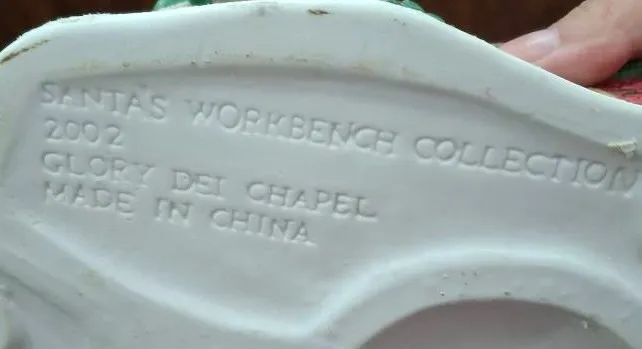 SANTA'S WORKBENCH COLLECTION
2002
GLORY DEI CHAPEL
MADE IN CHINA